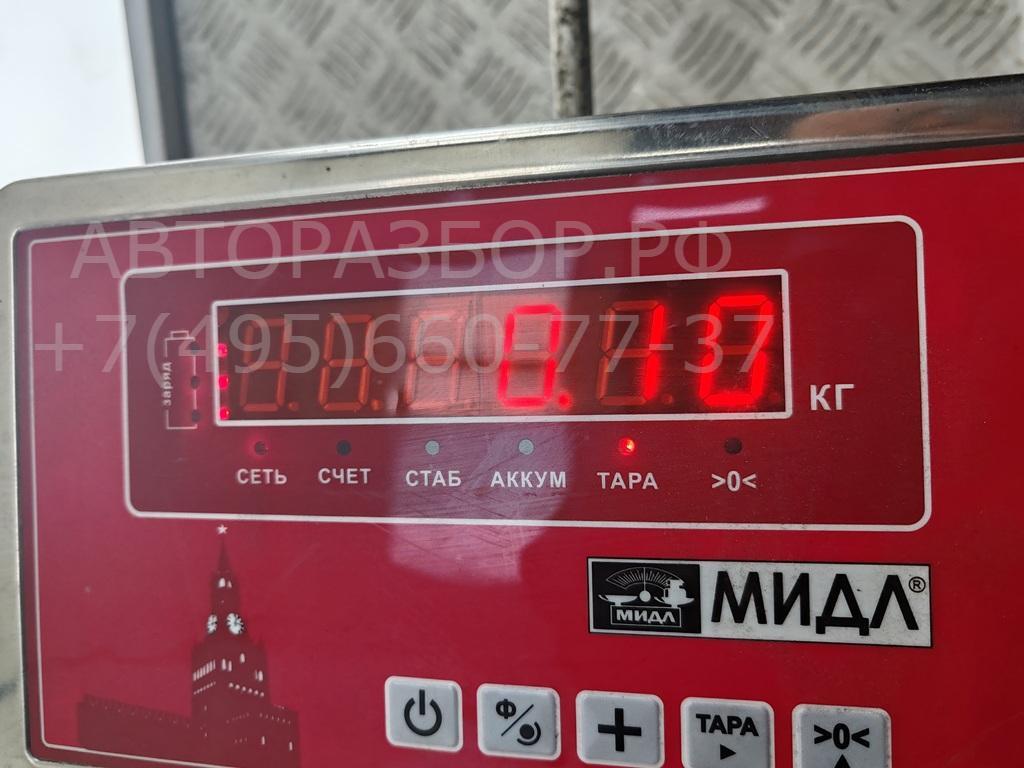 АВТОРАЗБОР.РФ
+7(495)660-77-37
заряд
0.10
КГ
СЕТЬ СЧЕТ СТАБ АККУМ ТАРА >0<
МИДЛ МИДЛ®
Ф
+
ТАРА
>0<